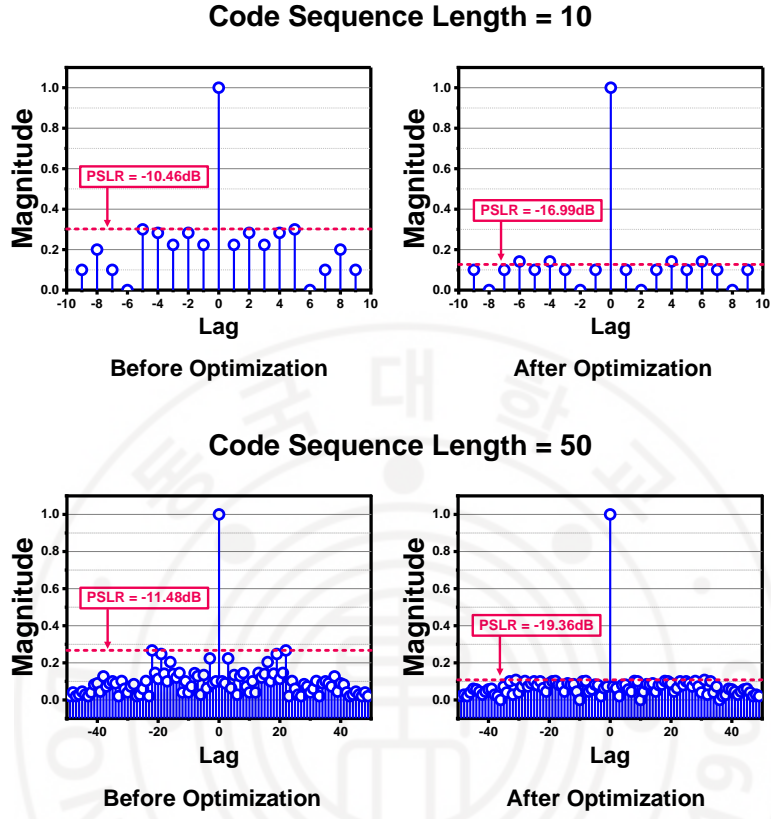 Code Sequence Length = 10
1.0
0.8
0.6
0.4
0.2
0.0
Magnitude
PSLR = -10.46dB
-10 -8 -6 -4 -2 0 2 4 6 8 10
Lag
Before Optimization
1.0
0.8
0.6
0.4
0.2
0.0
Magnitude
PSLR = -16.99dB
-10 -8 -6 -4 -2 0 2 4 6 8 10
Lag
After Optimization
Code Sequence Length = 50
1.0
0.8
0.6
0.4
0.2
0.0
Magnitude
PSLR = -11.48dB
-40 -20 0 20 40
Lag
Before Optimization
1.0
0.8
0.6
0.4
0.2
0.0
Magnitude
PSLR = -19.36dB
-40 -20 0 20 40
Lag
After Optimization
동국대학교